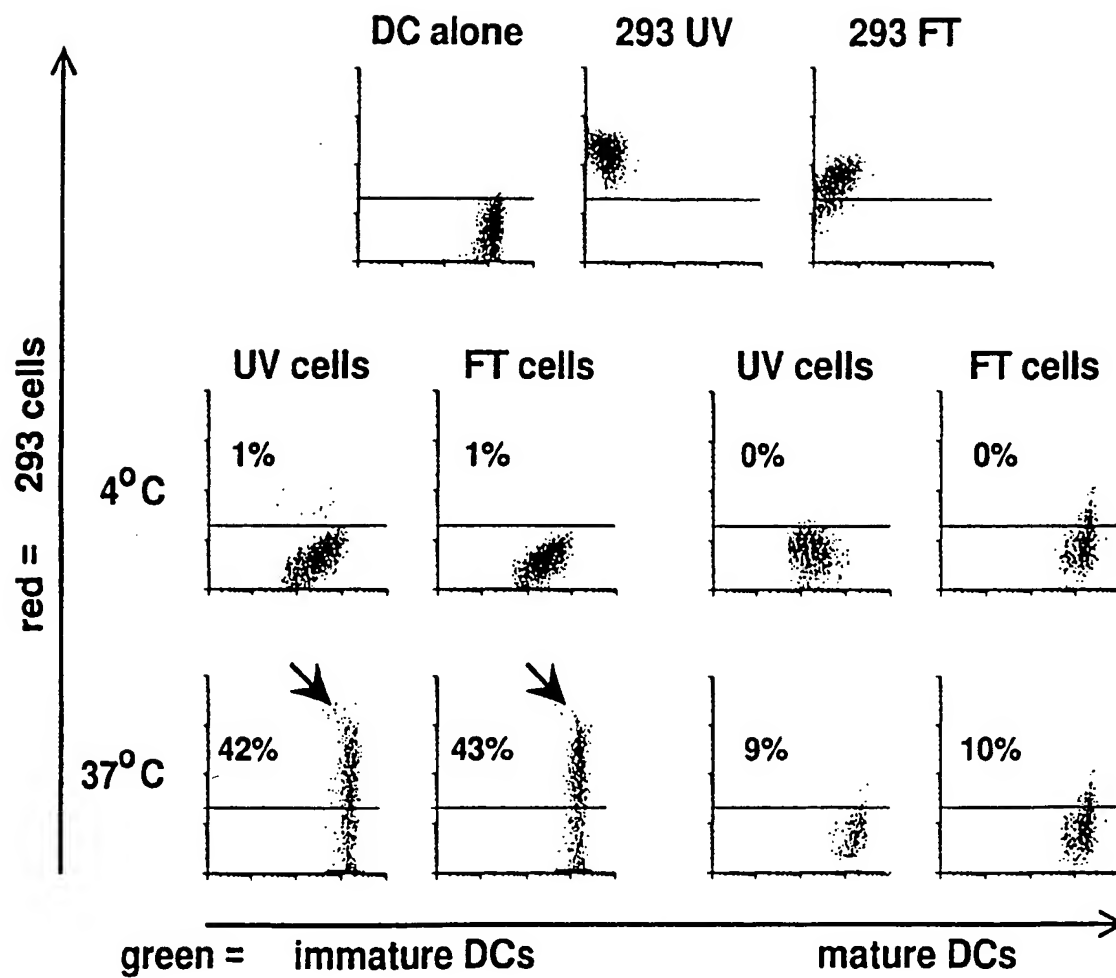 DC alone 293 UV 293 FT
UV cells FT cells UV cells FT cells
4°C 1% 1% 0% 0%
37°C 42% 43% 9% 10%
red = 293 cells
green = immature DCs mature DCs